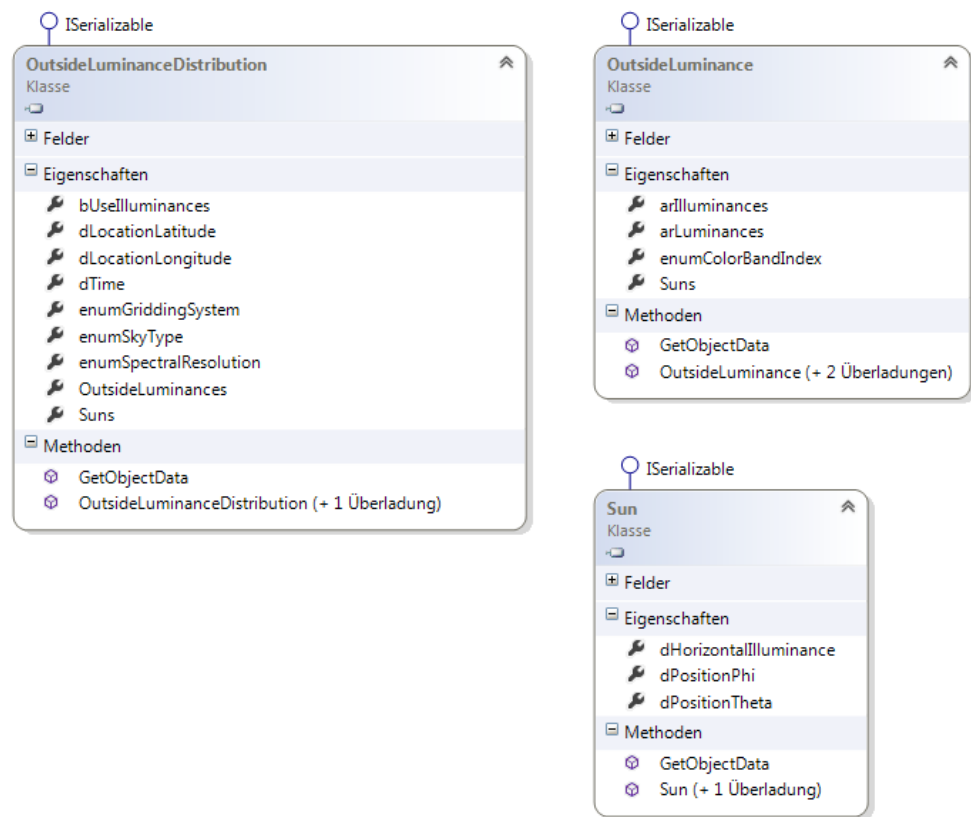 ISerializable
OutsideLuminanceDistribution
Klasse
Felder
Eigenschaften
bUseIlluminances
dLocationLatitude
dLocationLongitude
dTime
enumGriddingSystem
enumSkyType
enumSpectralResolution
OutsideLuminances
Suns
Methoden
GetObjectData
OutsideLuminanceDistribution (+ 1 Überladung)
ISerializable
OutsideLuminance
Klasse
Felder
Eigenschaften
arIlluminances
arLuminances
enumColorBandIndex
Suns
Methoden
GetObjectData
OutsideLuminance (+ 2 Überladungen)
ISerializable
Sun
Klasse
Felder
Eigenschaften
dHorizontalIlluminance
dPositionPhi
dPositionTheta
Methoden
GetObjectData
Sun (+ 1 Überladung)